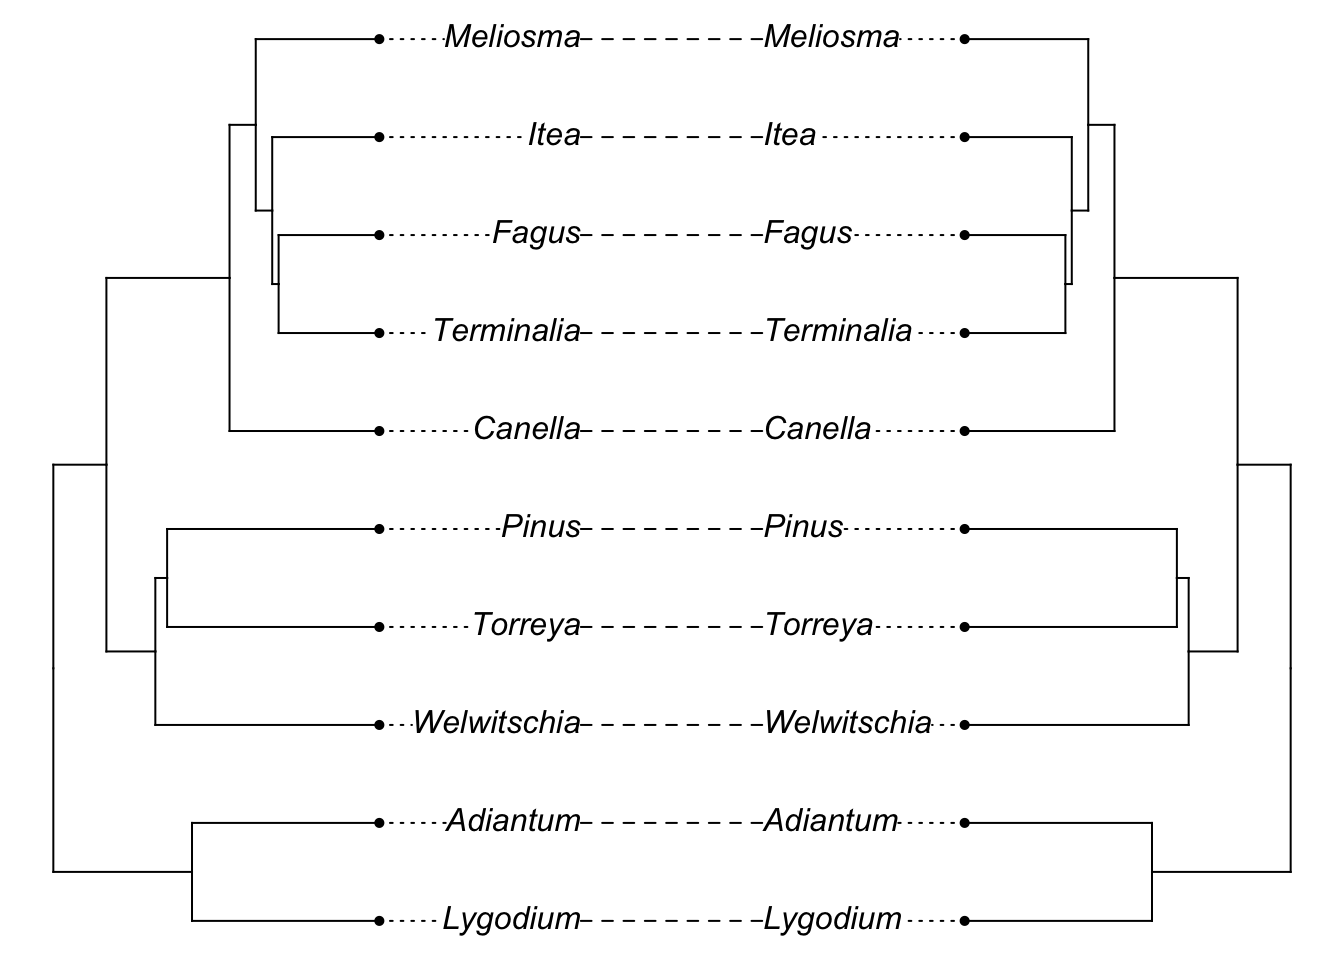 Meliosma Meliosma
Itea Itea
Fagus Fagus
Terminalia Terminalia
Canella Canella
Pinus Pinus
Torreya Torreya
Welwitschia Welwitschia
Adiantum Adiantum
Lygodium Lygodium